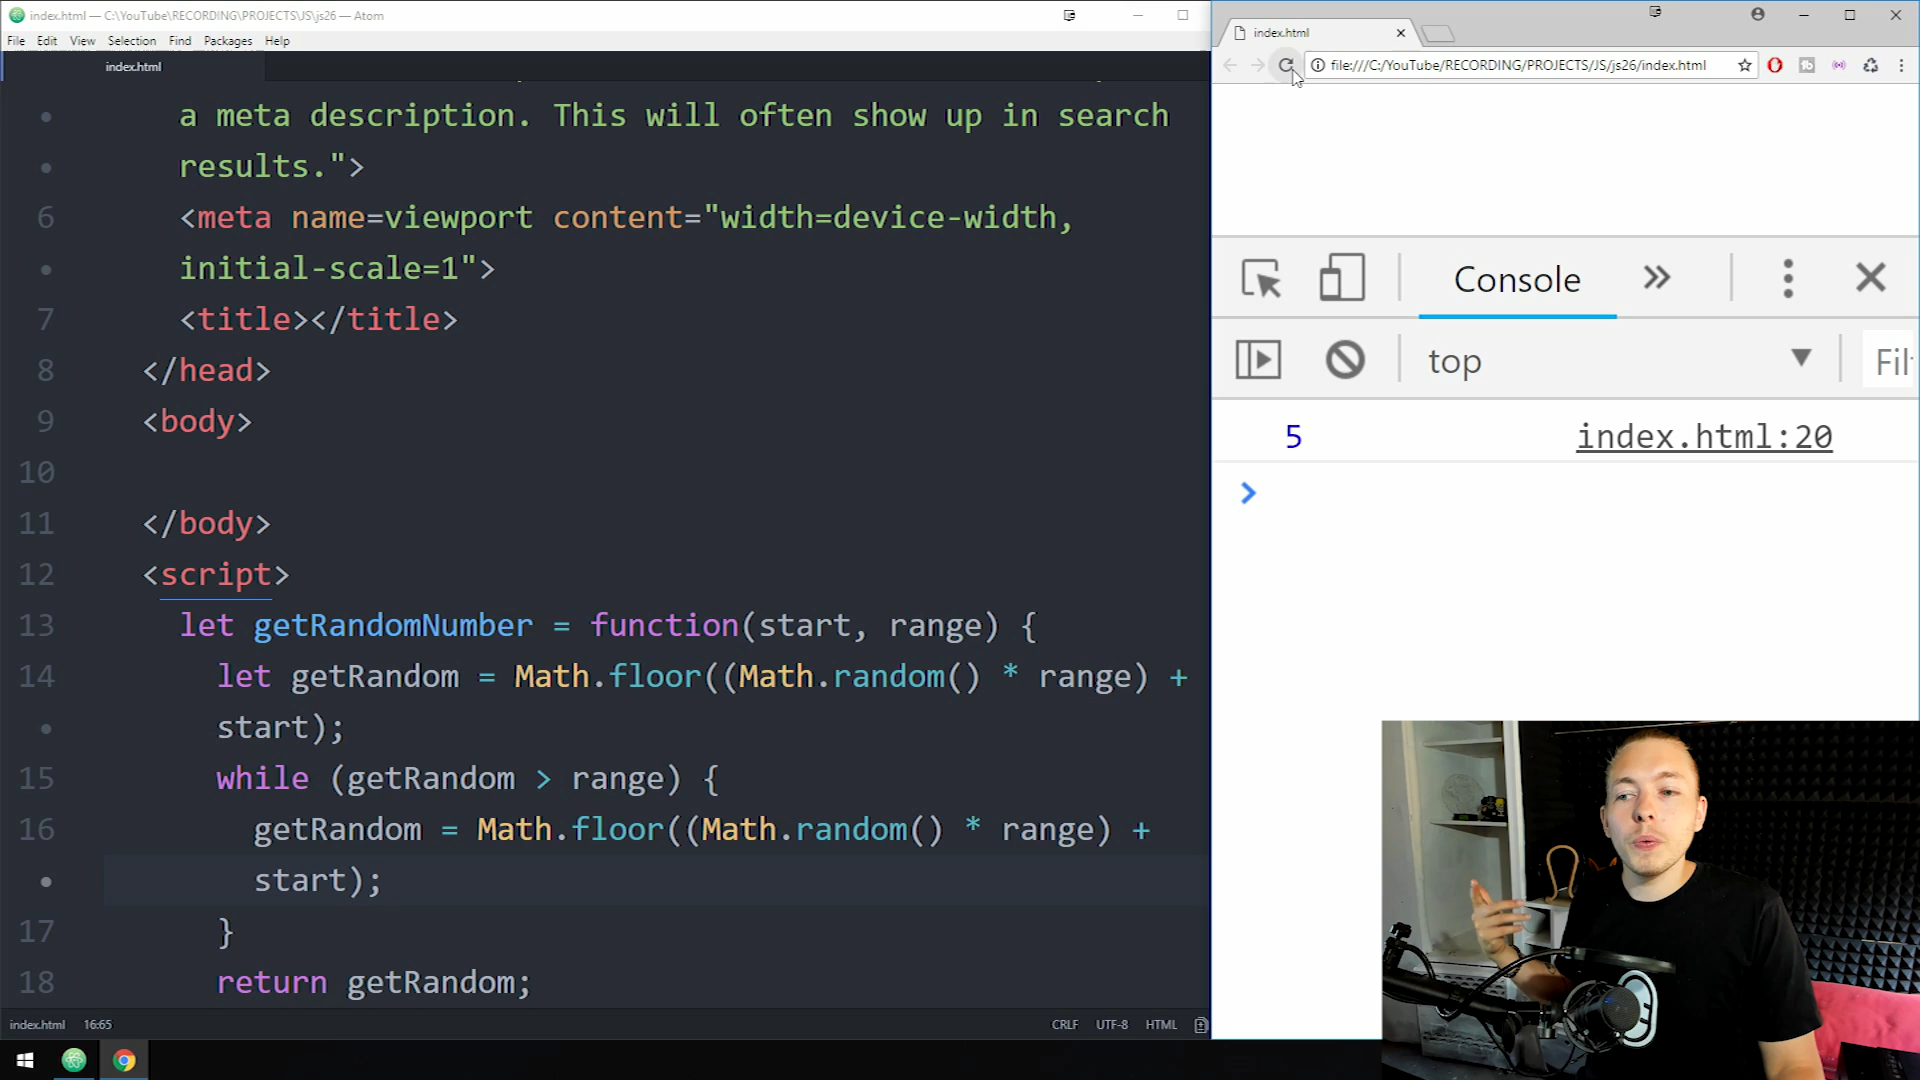 index.html — C:\YouTube\RECORDING\PROJECTS\JS\js26 — Atom
File Edit View Selection Find Packages Help
index.html
a meta description. This will often show up in search
results.">
6 <meta name=viewport content="width=device-width,
initial-scale=1">
7 <title></title>
8 </head>
9 <body>
10
11 </body>
12 <script>
13 let getRandomNumber = function(start, range) {
14 let getRandom = Math.floor((Math.random() * range) +
start);
15 while (getRandom > range) {
16 getRandom = Math.floor((Math.random() * range) +
start);
17 }
18 return getRandom;
index.html 16:65 CRLF UTF-8 HTML
index.html
file:///C:/YouTube/RECORDING/PROJECTS/JS/js26/index.html
Console
top Fil
5 index.html:20